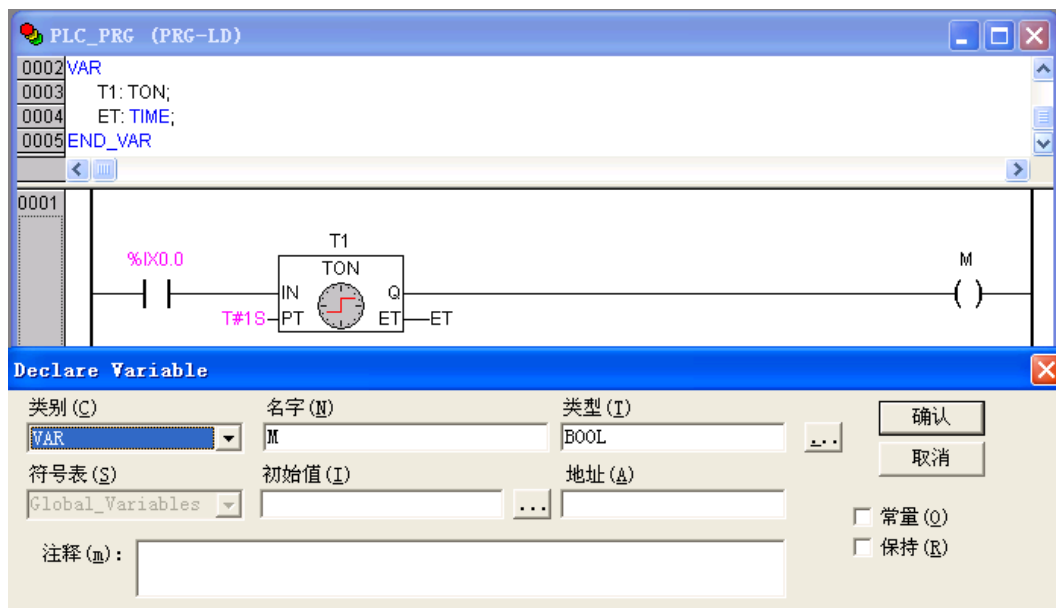 PLC_PRG (PRG-LD)
0002 VAR
0003 T1: TON;
0004 ET: TIME;
0005 END_VAR
0001
T1
%IX0.0 TON M
IN Q
T#1S PT ET ET
Declare Variable
类别(C) 名字(N) 类型(T) 确认
VAR M BOOL ...
取消
符号表(S) 初始值(I) 地址(A)
Global_Variables ...
常量(O)
注释(m): 保持(R)